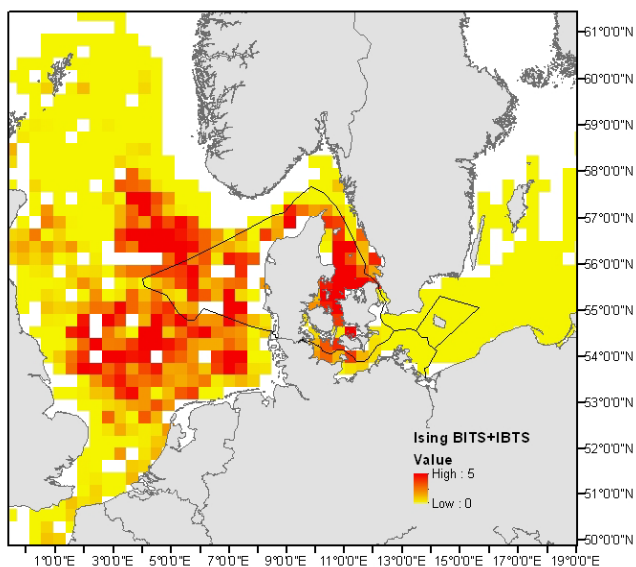 61°0'0"N
60°0'0"N
59°0'0"N
58°0'0"N
57°0'0"N
56°0'0"N
55°0'0"N
54°0'0"N
53°0'0"N
52°0'0"N
51°0'0"N
50°0'0"N
Ising BITS+IBTS
Value
High : 5
Low : 0
1°0'0"E 3°0'0"E 5°0'0"E 7°0'0"E 9°0'0"E 11°0'0"E 13°0'0"E 15°0'0"E 17°0'0"E 19°0'0"E